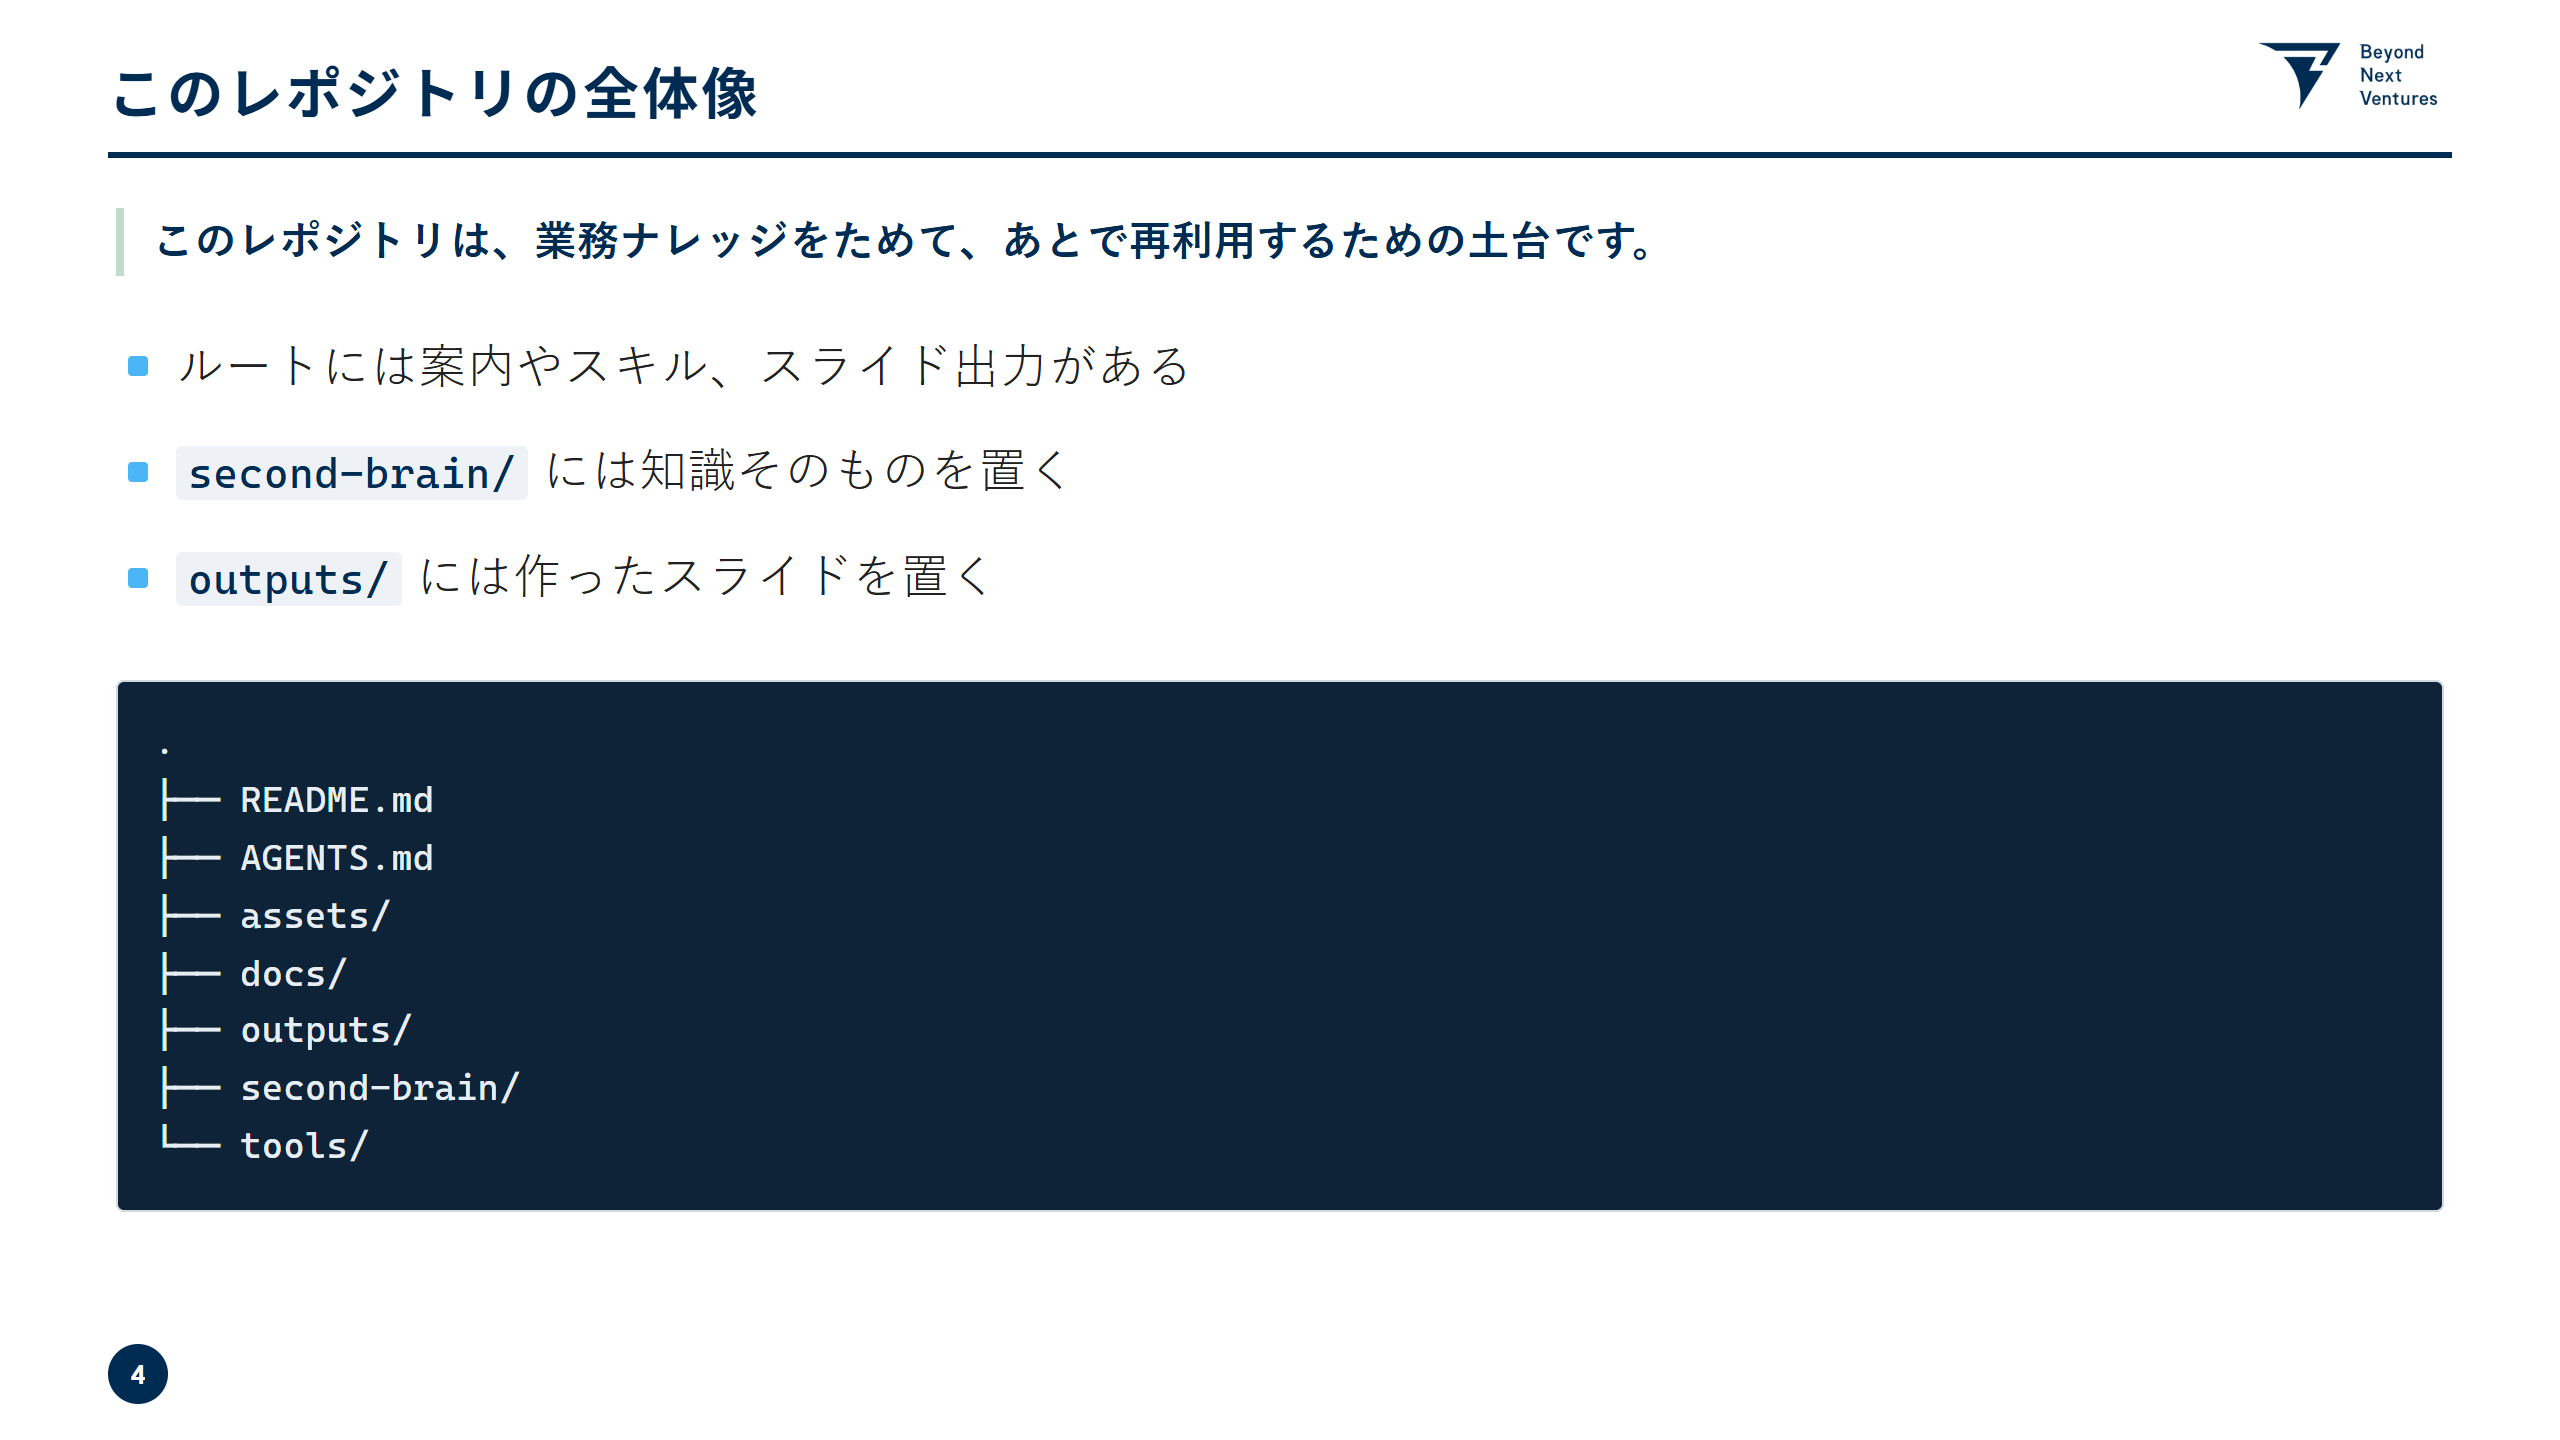 このレポジトリの全体像
Beyond
Next
Ventures
このレポジトリは、業務ナレッジをためて、あとで再利用するための土台です。
ルートには案内やスキル、スライド出力がある
second-brain/ には知識そのものを置く
outputs/ には作ったスライドを置く
.
├── README.md
├── AGENTS.md
├── assets/
├── docs/
├── outputs/
├── second-brain/
└── tools/
4